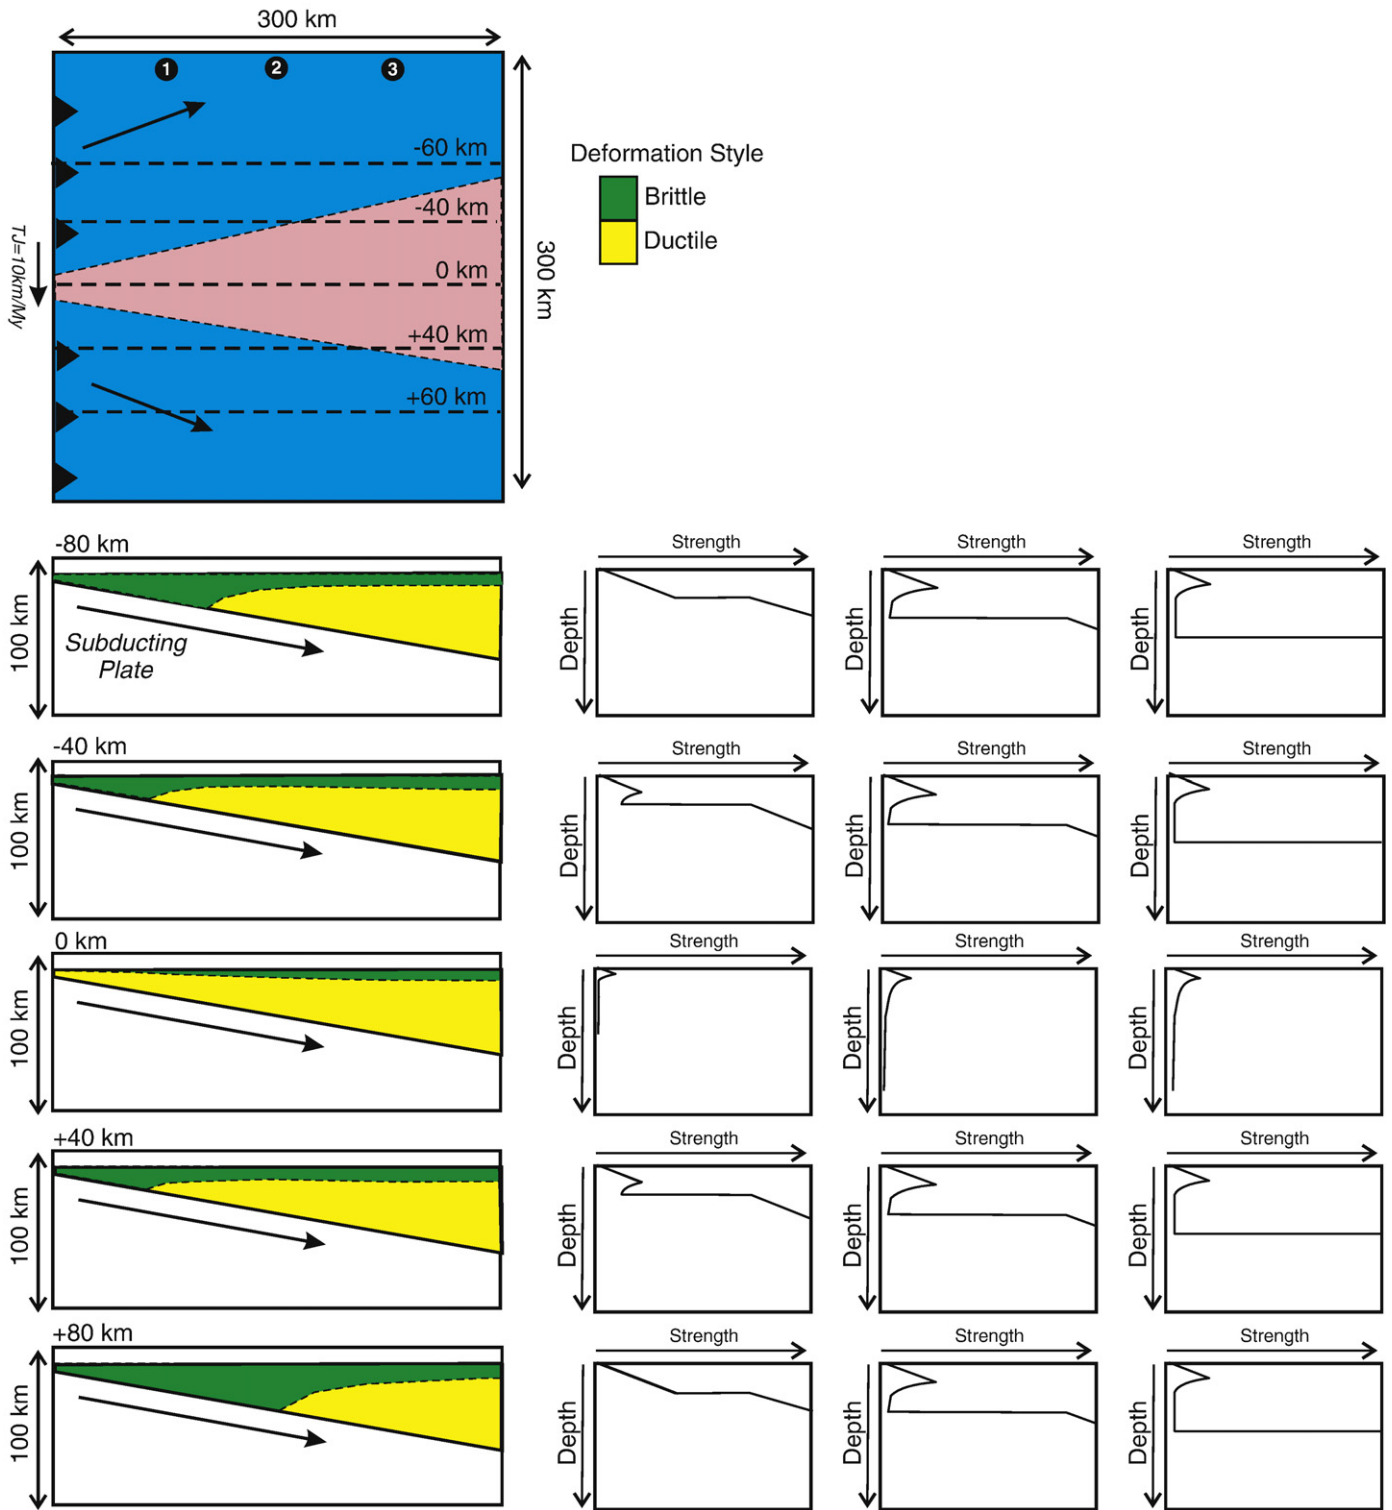 300 km
1 2 3
-60 km
-40 km
0 km
+40 km
+60 km
TJ=10km/My
300 km
Deformation Style
Brittle
Ductile
-80 km
100 km
Subducting
Plate
Strength
Depth
Strength
Depth
Strength
Depth
-40 km
100 km
Strength
Depth
Strength
Depth
Strength
Depth
0 km
100 km
Strength
Depth
Strength
Depth
Strength
Depth
+40 km
100 km
Strength
Depth
Strength
Depth
Strength
Depth
+80 km
100 km
Strength
Depth
Strength
Depth
Strength
Depth